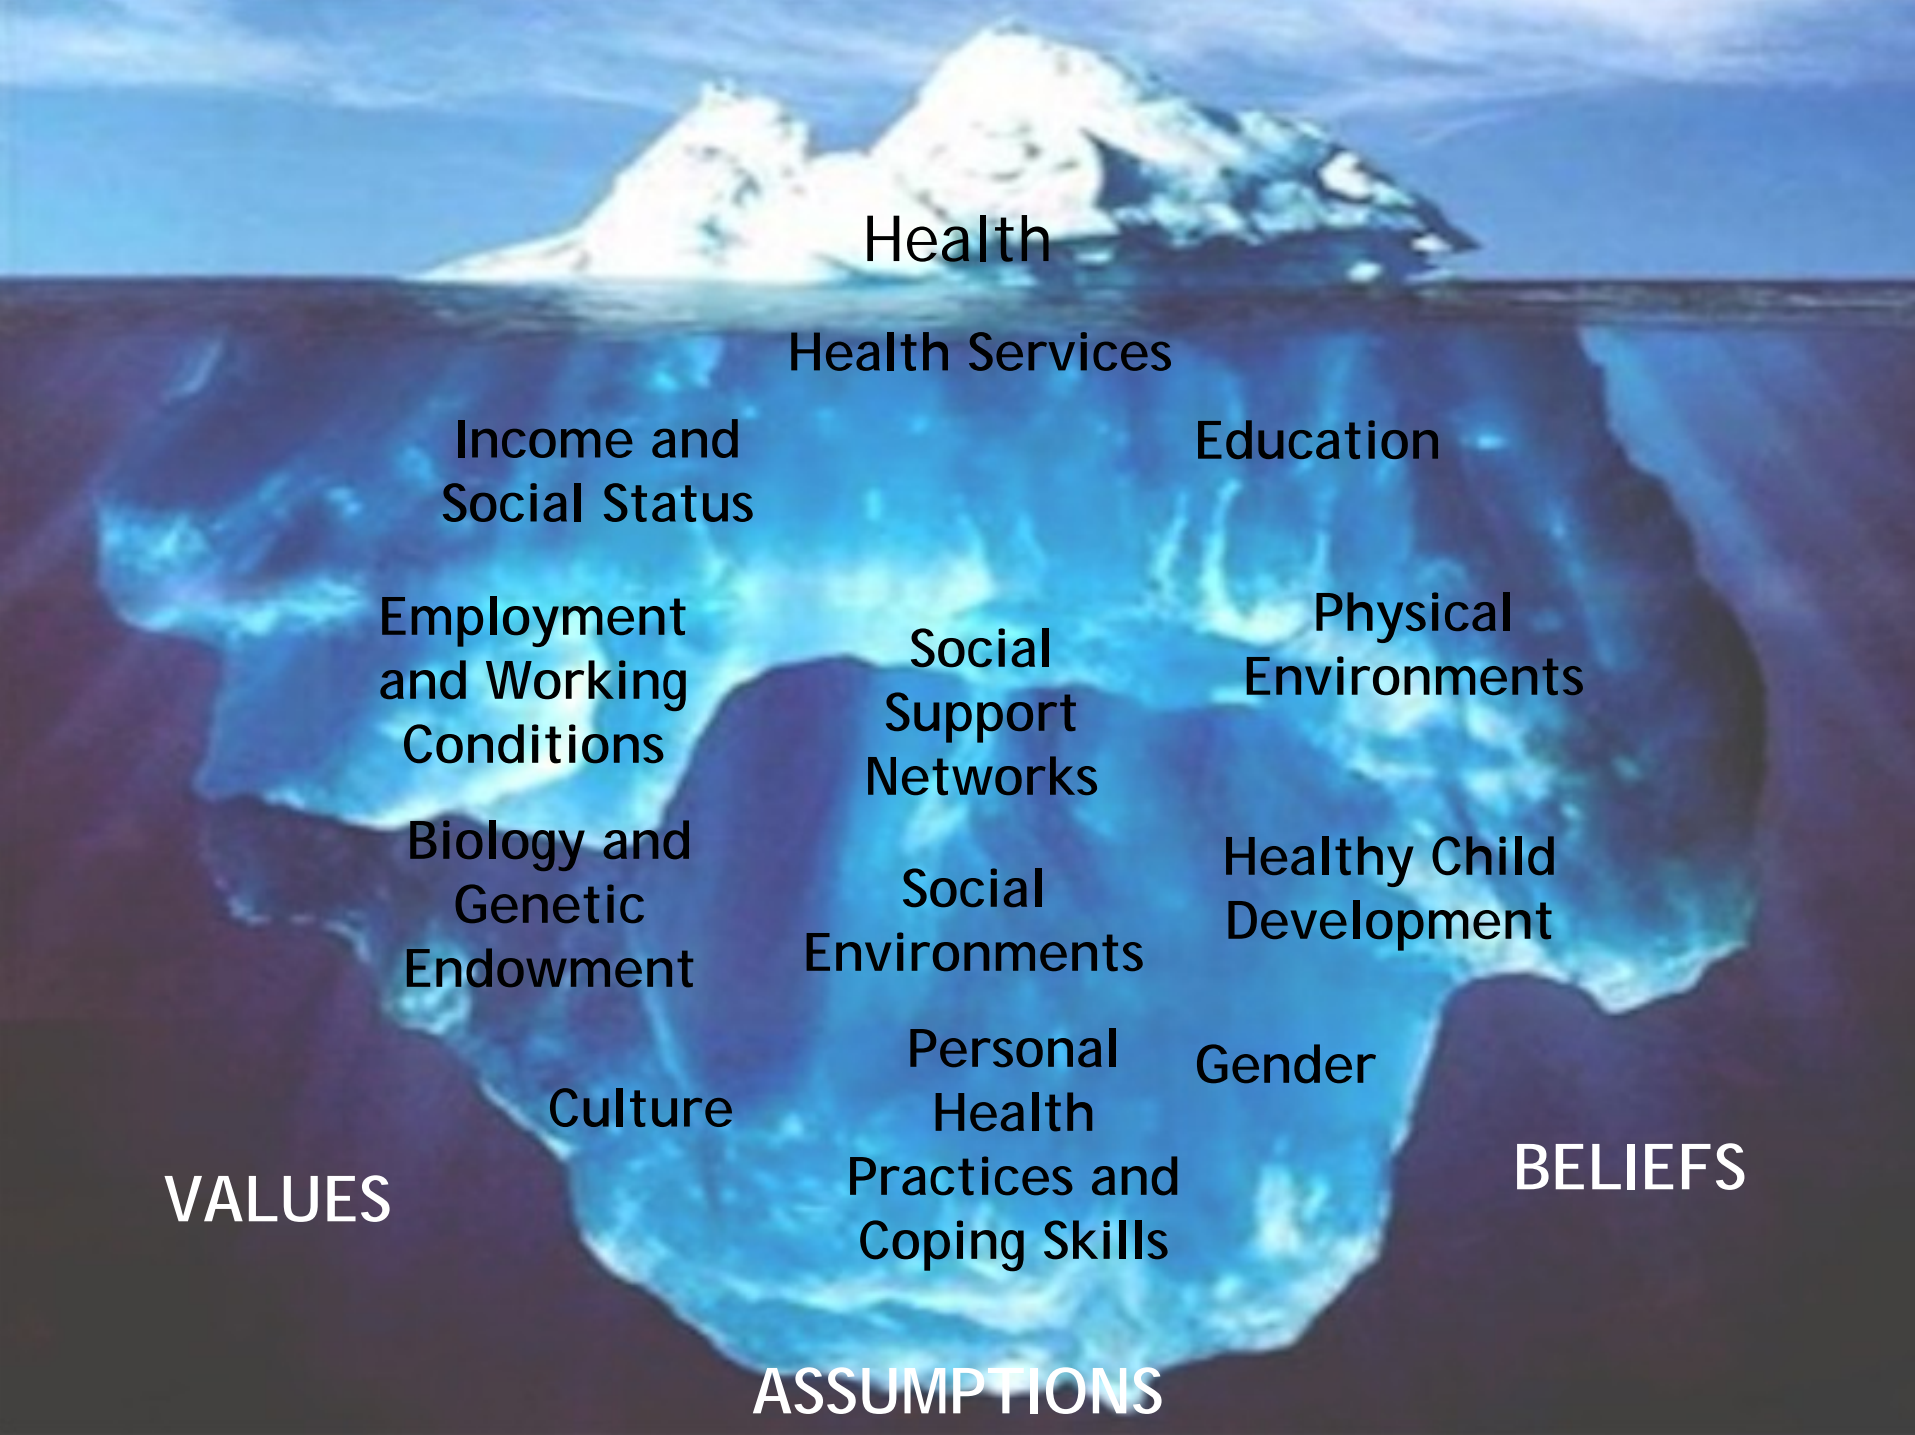 Health
Health Services
Income and
Social Status
Education
Employment
and Working
Conditions
Social
Support
Networks
Physical
Environments
Biology and
Genetic
Endowment
Social
Environments
Healthy Child
Development
Culture
Personal
Health
Practices and
Coping Skills
Gender
VALUES
BELIEFS
ASSUMPTIONS